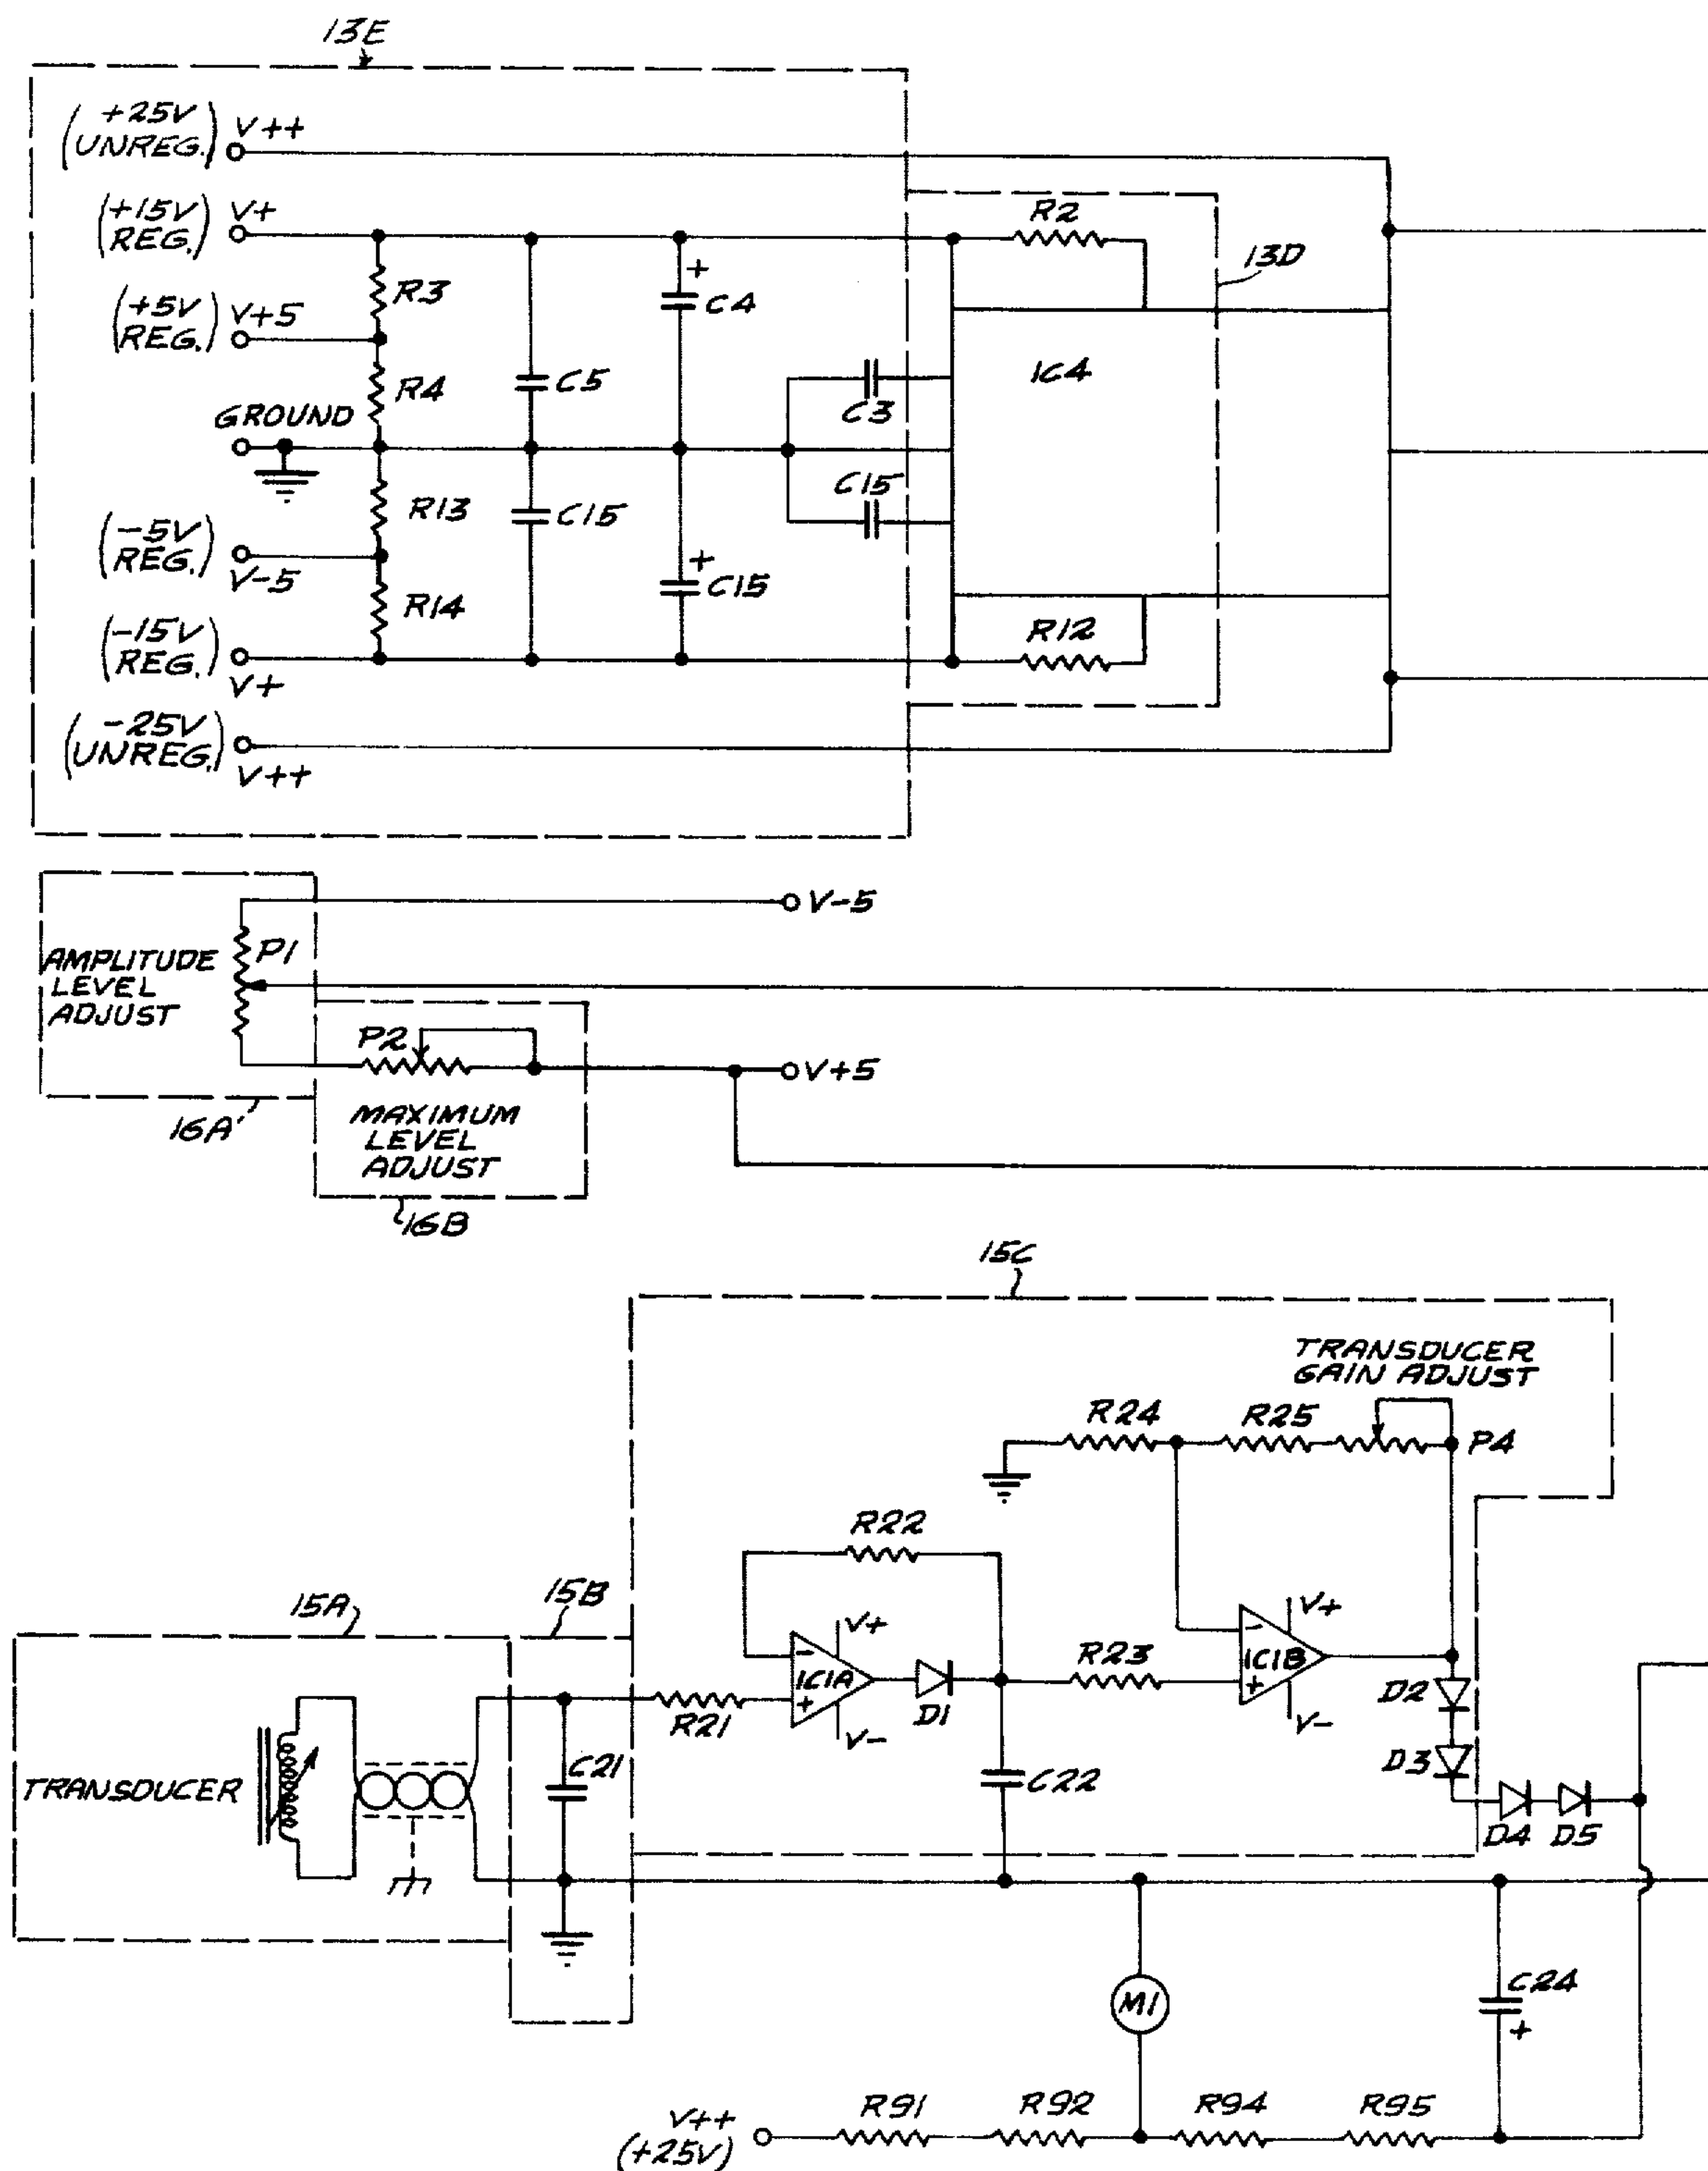 13E
(+25V UNREG.) V++
(+15V REG.) V+
R2
13D
R3
C4
(+5V REG.) V+5
R4
C5
C3
IC4
GROUND
R13
C15
C15
(-5V REG.) V-5
R14
C15
R12
(-15V REG.) V+
(-25V UNREG.) V++
V-5
AMPLITUDE
LEVEL
ADJUST
P1
P2
V+5
16A'
MAXIMUM
LEVEL
ADJUST
16B
15C
TRANSDUCER
GAIN ADJUST
R24
R25
P4
R22
15A
15B
V+
V+
IC1A
R23
IC1B
- +
- +
R21
D1
V-
V-
D2
C21
C22
D3
TRANSDUCER
D4
D5
M1
C24
+
V++
(+25V)
R91
R92
R94
R95